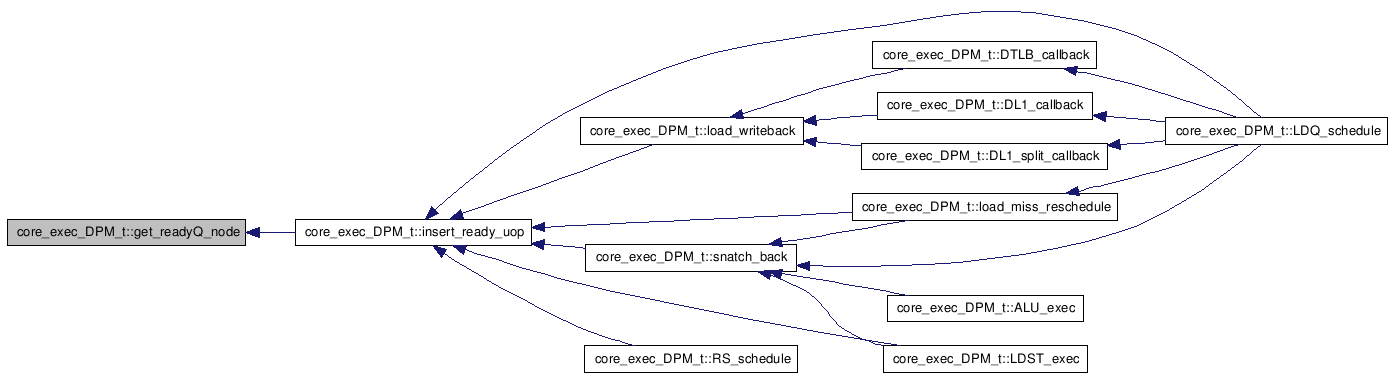 core_exec_DPM_t::DTLB_callback
core_exec_DPM_t::DL1_callback
core_exec_DPM_t::load_writeback
core_exec_DPM_t::LDQ_schedule
core_exec_DPM_t::DL1_split_callback
core_exec_DPM_t::load_miss_reschedule
core_exec_DPM_t::get_readyQ_node
core_exec_DPM_t::insert_ready_uop
core_exec_DPM_t::snatch_back
core_exec_DPM_t::ALU_exec
core_exec_DPM_t::RS_schedule
core_exec_DPM_t::LDST_exec